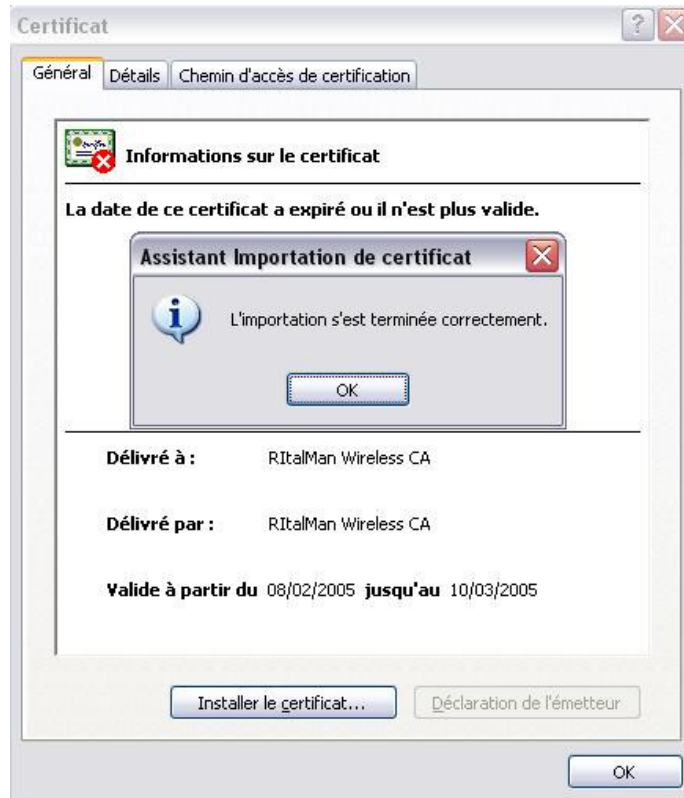 Certificat
Général Détails Chemin d'accès de certification
Informations sur le certificat
La date de ce certificat a expiré ou il n'est plus valide.
Assistant Importation de certificat
L'importation s'est terminée correctement.
OK
Délivré à : RItalMan Wireless CA
Délivré par : RItalMan Wireless CA
Valide à partir du 08/02/2005 jusqu'au 10/03/2005
Installer le certificat... Déclaration de l'émetteur
OK